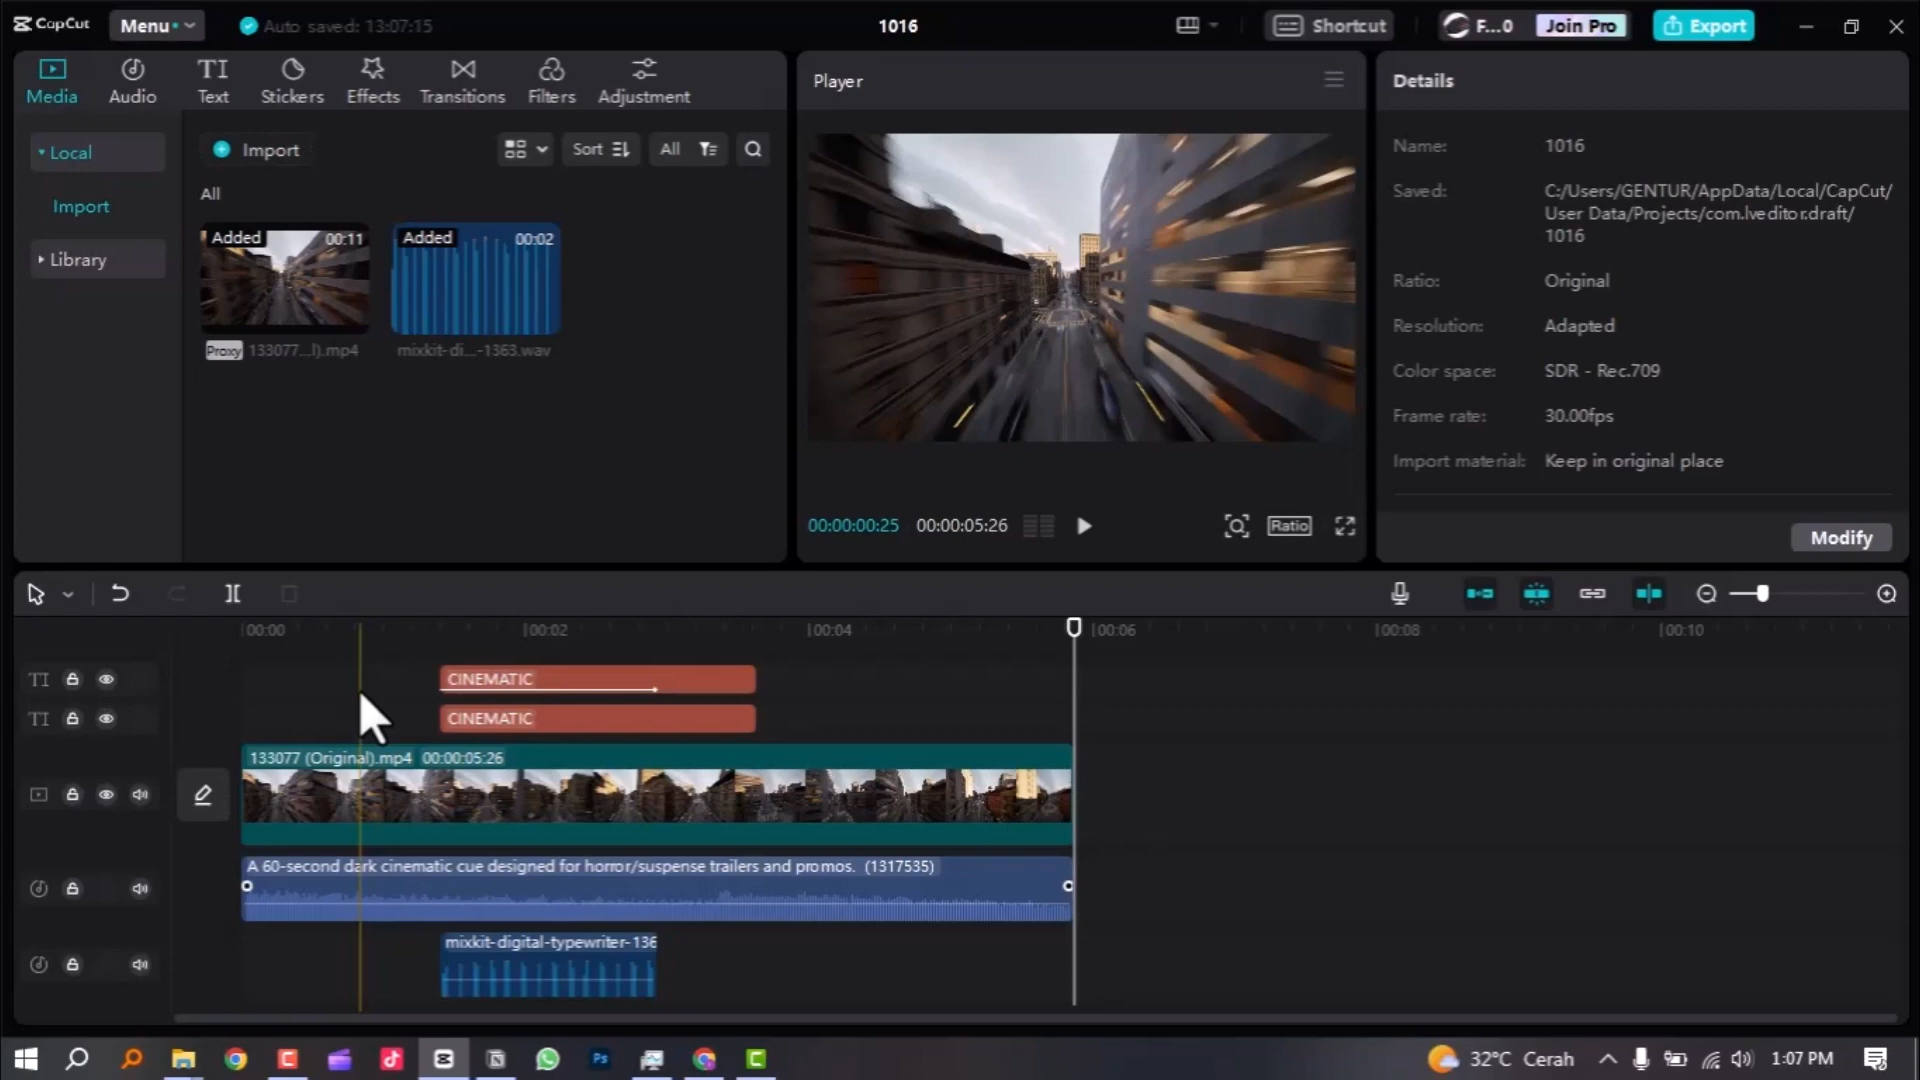 CapCut
Menu
Auto saved: 13:07:15
1016
Shortcut
F...0
Join Pro
Export
Media
Audio
Text
Stickers
Effects
Transitions
Filters
Adjustment
Local
Import
Library
Import
Sort
All
All
Added 00:11
Added 00:02
Proxy 133077...l).mp4
mixkit-di...-1363.wav
Player
00:00:00:25 00:00:05:26
Ratio
Details
Name: 1016
Saved: C:/Users/GENTUR/AppData/Local/CapCut/
User Data/Projects/com.lveditor.draft/
1016
Ratio: Original
Resolution: Adapted
Color space: SDR - Rec.709
Frame rate: 30.00fps
Import material: Keep in original place
Modify
00:00 00:02 00:04 00:06 00:08 00:10
TI CINEMATIC
TI CINEMATIC
133077 (Original).mp4 00:00:05:26
A 60-second dark cinematic cue designed for horror/suspense trailers and promos. (1317535)
mixkit-digital-typewriter-136
Ps
32°C Cerah
1:07 PM